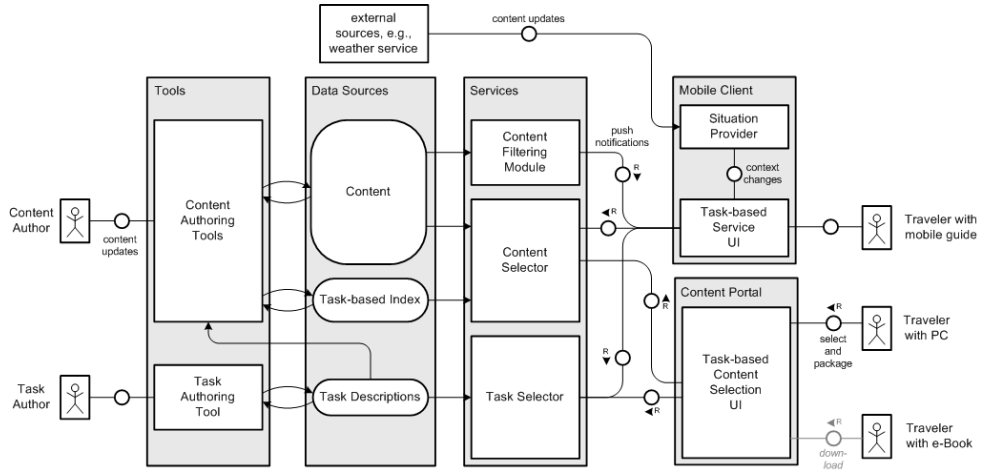 external
sources, e.g.,
weather service
content updates
Tools
Data Sources
Services
Mobile Client
Situation
Provider
context
changes
Task-based
Service
UI
Content
Filtering
Module
push
notifications
R
R
Content
Authoring
Tools
Content
Content
Selector
Content
Author
content
updates
Traveler with
mobile guide
Task-based Index
Content Portal
R
R
Task-based
Content
Selection
UI
R
select
and
package
Traveler
with PC
Task
Author
Task
Authoring
Tool
Task Descriptions
Task Selector
R
R
down-
load
Traveler
with e-Book